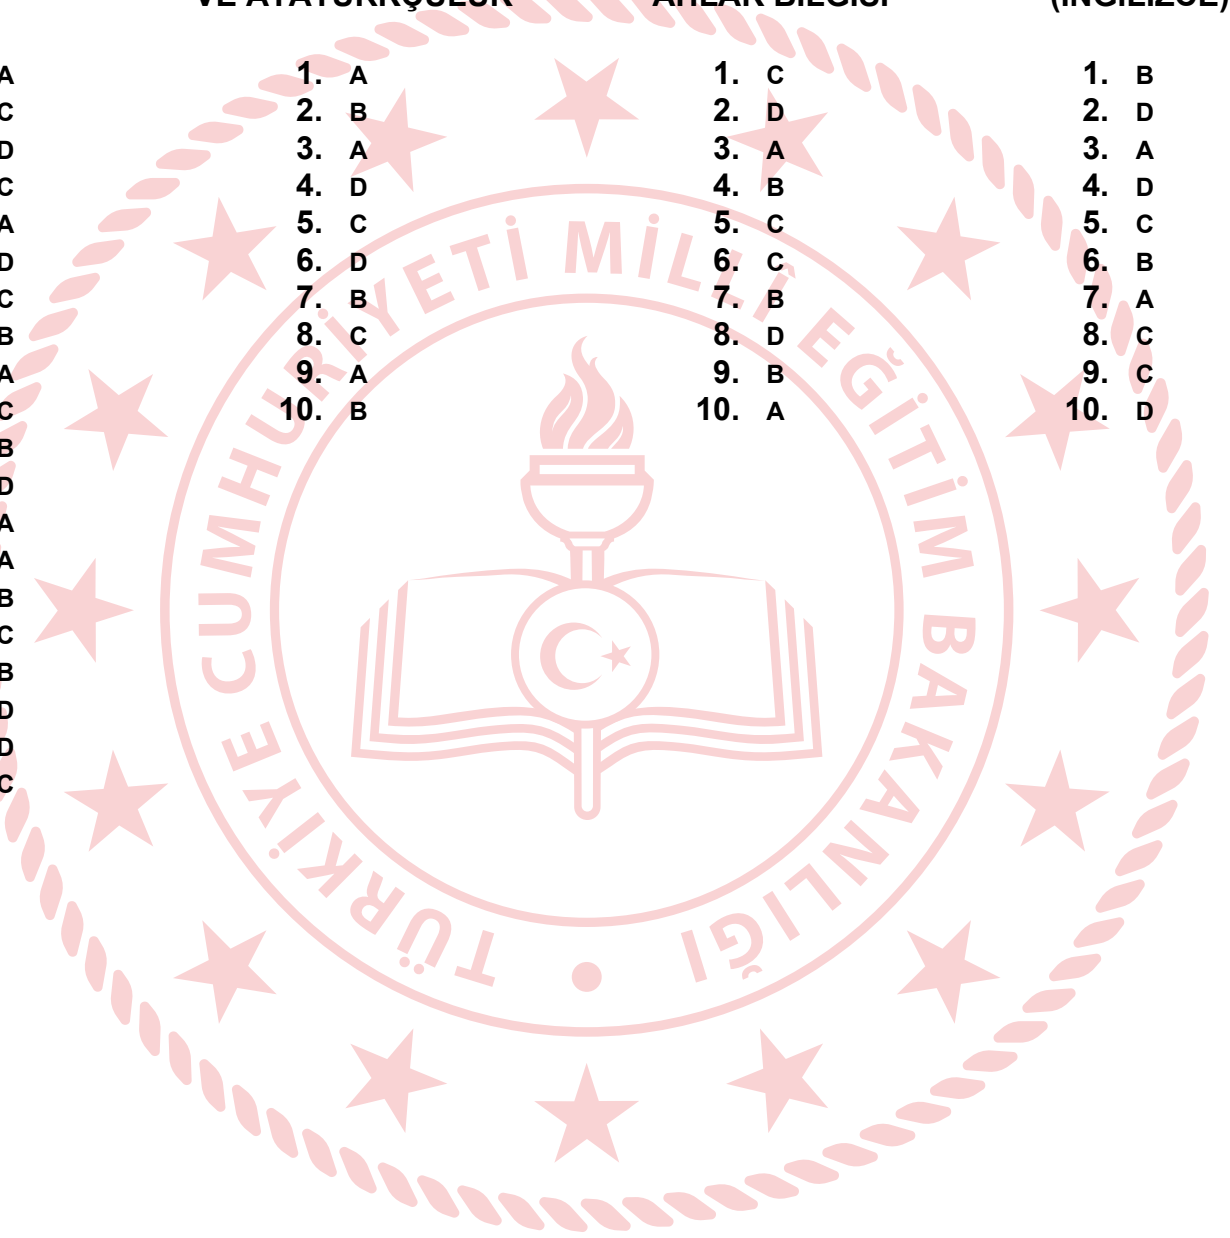 VE ATATÜRKÇÜLÜK AHLAK BİLGİSİ (İNGİLİZCE)
A 1. A 1. C 1. B
C 2. B 2. D 2. D
D 3. A 3. A 3. A
C 4. D 4. B 4. D
A 5. C 5. C 5. C
D 6. D 6. C 6. B
C 7. B 7. B 7. A
B 8. C 8. D 8. C
A 9. A 9. B 9. C
C 10. B 10. A 10. D
B
D
A
A
B
C
B
D
D
C
TÜRKİYE CUMHURİYETİ MİLLÎ EĞİTİM BAKANLIĞI